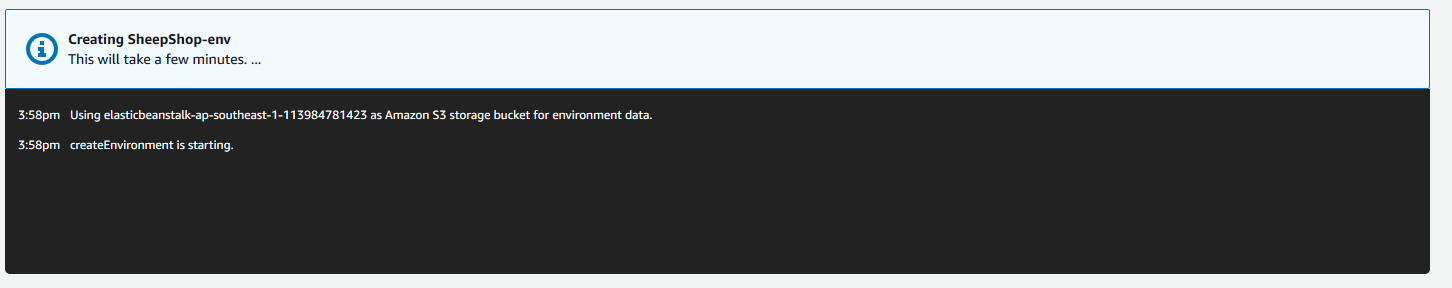 Creating SheepShop-env
This will take a few minutes. ...
3:58pm Using elasticbeanstalk-ap-southeast-1-113984781423 as Amazon S3 storage bucket for environment data.
3:58pm createEnvironment is starting.